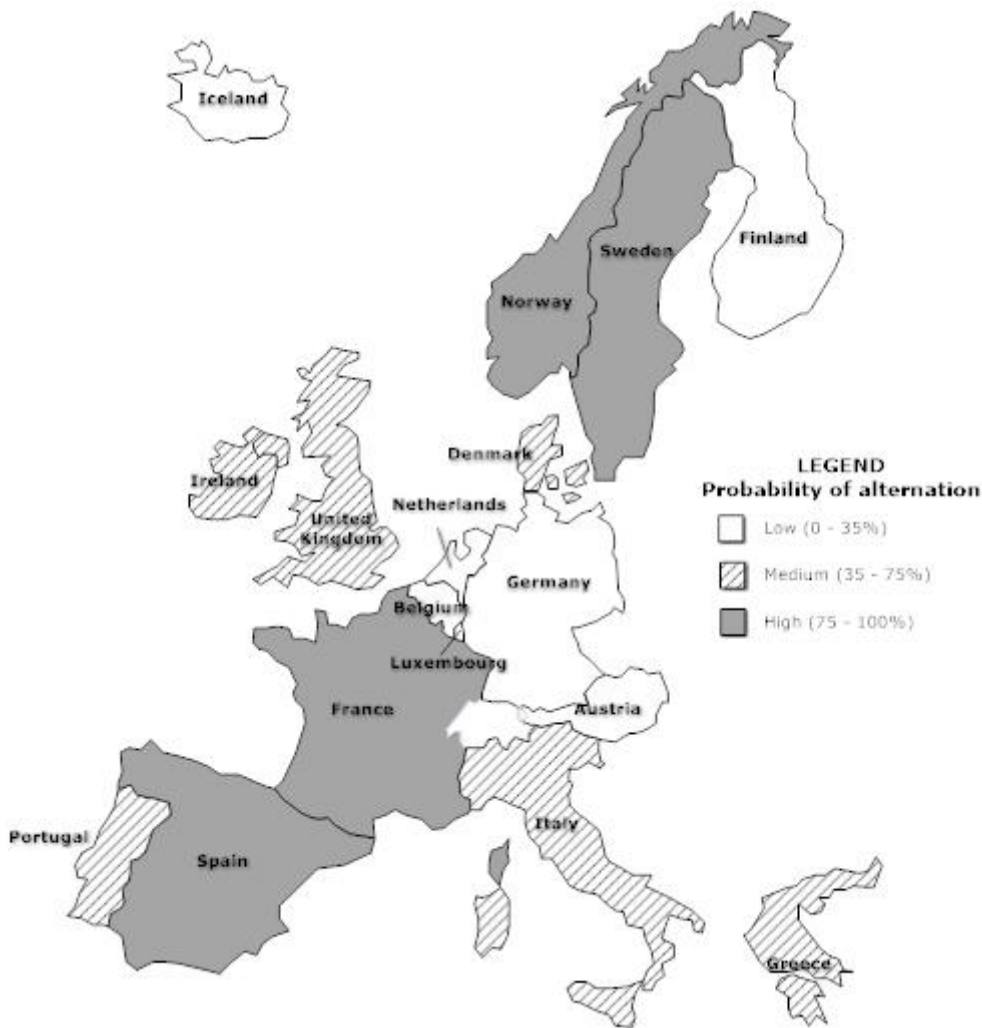 Iceland
Finland
Sweden
Norway
Denmark
Ireland
Netherlands
United
Kingdom
LEGEND
Probability of alternation
Low (0 - 35%)
Medium (35 - 75%)
High (75 - 100%)
Germany
Belgium
Luxembourg
France
Austria
Italy
Portugal
Spain
Greece